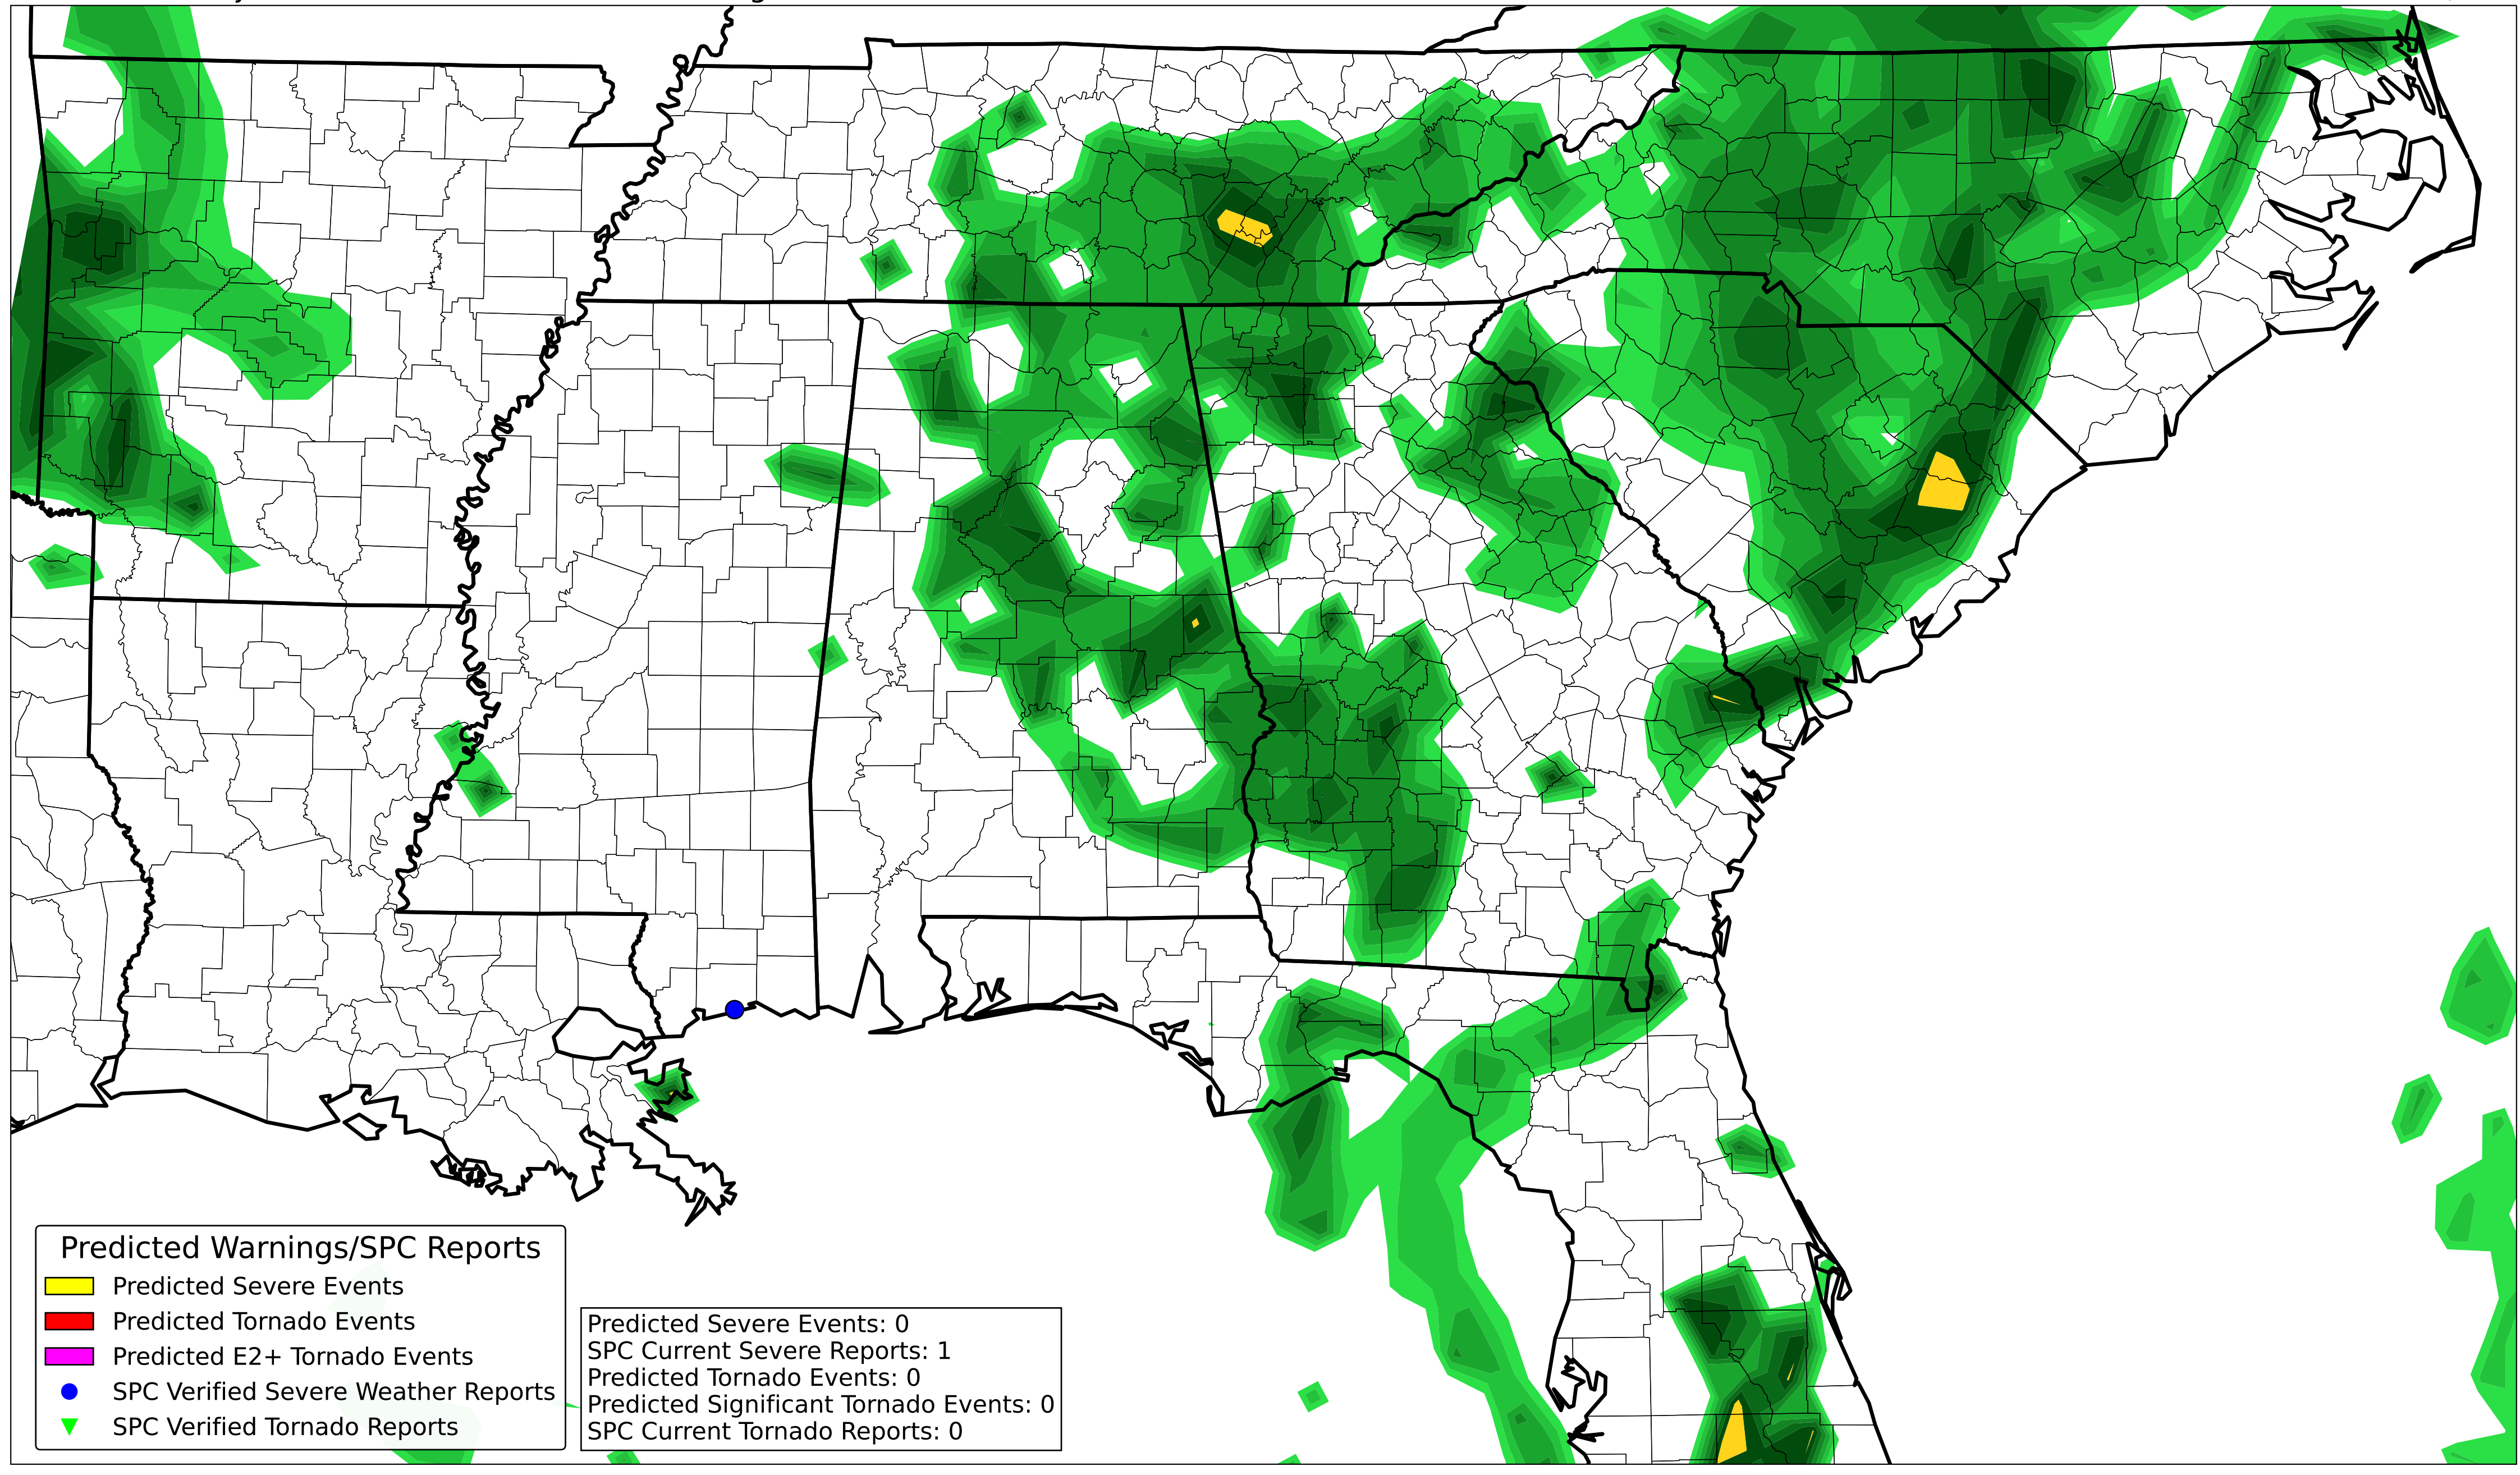 Predicted Warnings/SPC Reports
Predicted Severe Events
Predicted Tornado Events
Predicted E2+ Tornado Events
SPC Verified Severe Weather Reports
SPC Verified Tornado Reports
Predicted Severe Events: 0
SPC Current Severe Reports: 1
Predicted Tornado Events: 0
Predicted Significant Tornado Events: 0
SPC Current Tornado Reports: 0